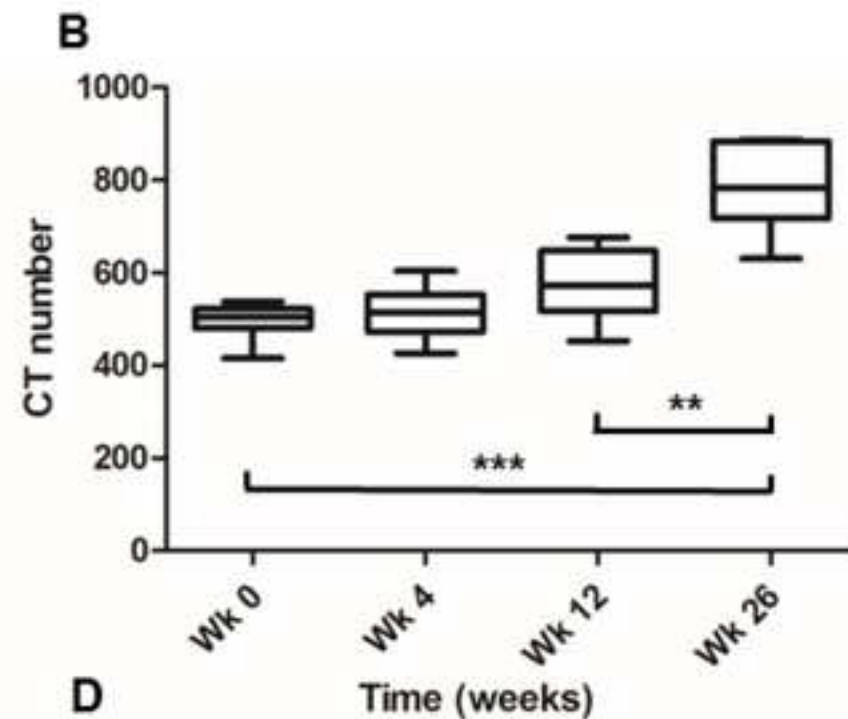 B
1000
800
600
400
200
0
CT number
**
***
Wk 0
Wk 4
Wk 12
Wk 26
D
Time (weeks)